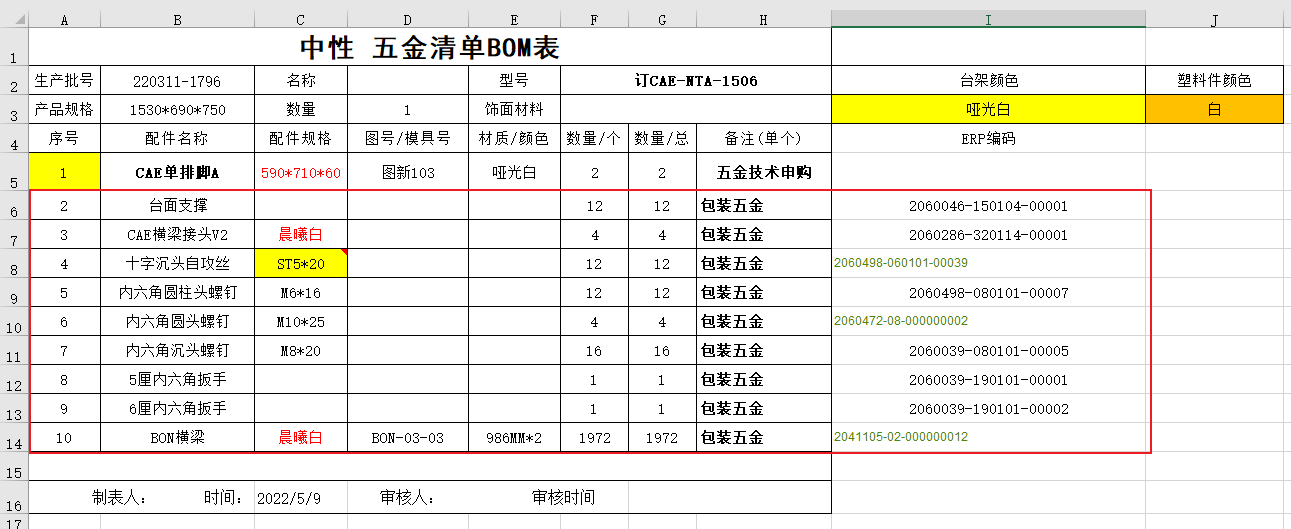 A B C D E F G H I J
1 中性 五金清单BOM表
2 生产批号 220311-1796 名称 型号 订CAE-NTA-1506 台架颜色 塑料件颜色
3 产品规格 1530*690*750 数量 1 饰面材料 哑光白 白
4 序号 配件名称 配件规格 图号/模具号 材质/颜色 数量/个 数量/总 备注(单个) ERP编码
5 1 CAE单排脚A 590*710*60 图新103 哑光白 2 2 五金技术申购
6 2 台面支撑 12 12 包装五金 2060046-150104-00001
7 3 CAE横梁接头V2 晨曦白 4 4 包装五金 2060286-320114-00001
8 4 十字沉头自攻丝 ST5*20 12 12 包装五金 2060498-060101-00039
9 5 内六角圆柱头螺钉 M6*16 12 12 包装五金 2060498-080101-00007
10 6 内六角圆头螺钉 M10*25 4 4 包装五金 2060472-08-000000002
11 7 内六角沉头螺钉 M8*20 16 16 包装五金 2060039-080101-00005
12 8 5厘内六角扳手 1 1 包装五金 2060039-190101-00001
13 9 6厘内六角扳手 1 1 包装五金 2060039-190101-00002
14 10 BON横梁 晨曦白 BON-03-03 986MM*2 1972 1972 包装五金 2041105-02-000000012
15
16 制表人: 时间: 2022/5/9 审核人: 审核时间
17